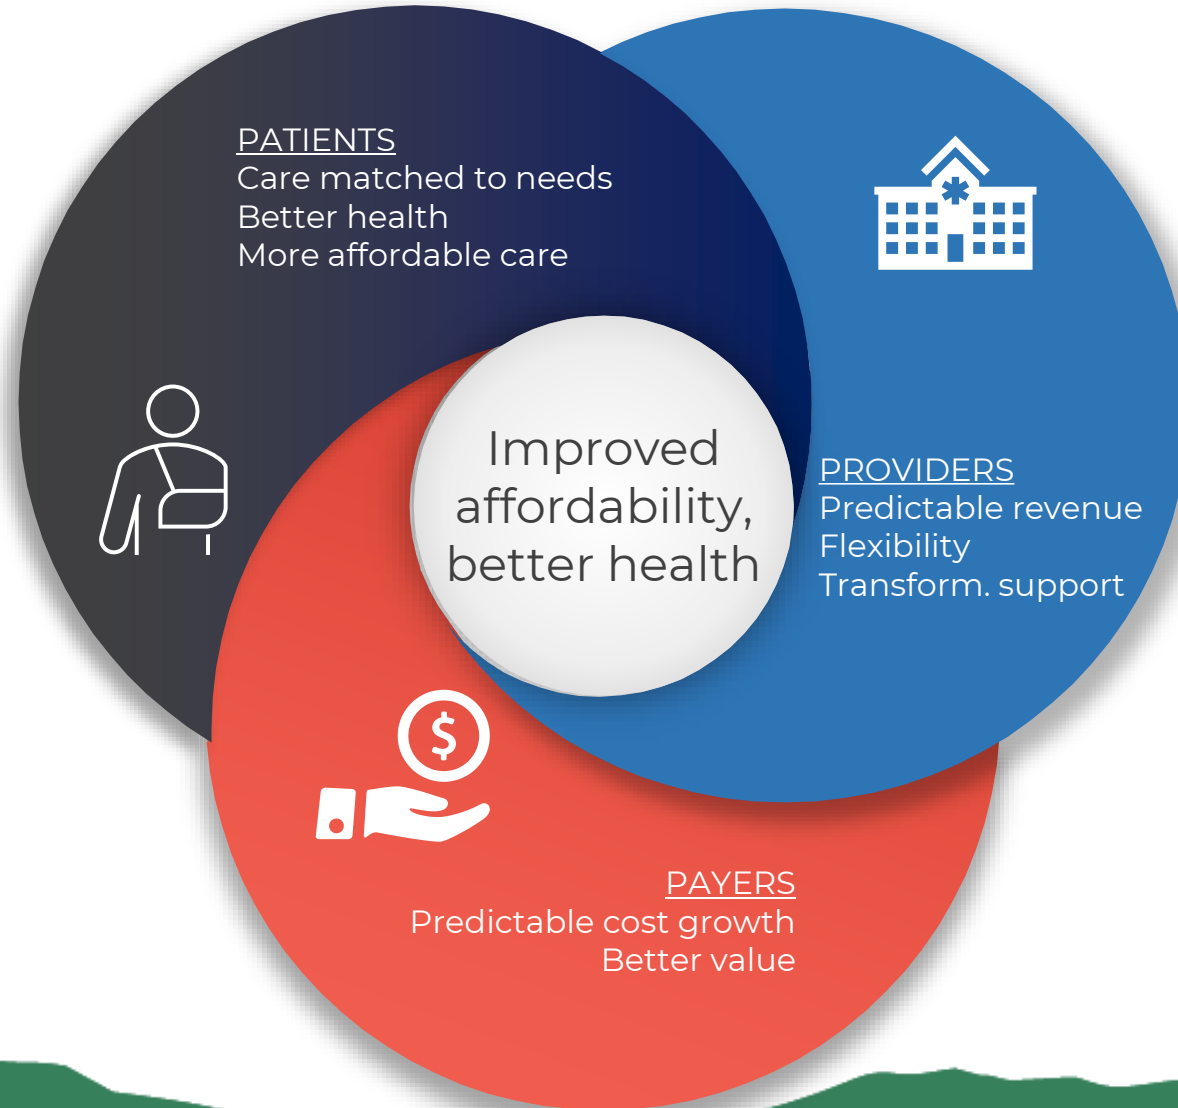 PATIENTS
Care matched to needs
Better health
More affordable care
Improved
affordability,
better health
PROVIDERS
Predictable revenue
Flexibility
Transform. support
$
PAYERS
Predictable cost growth
Better value